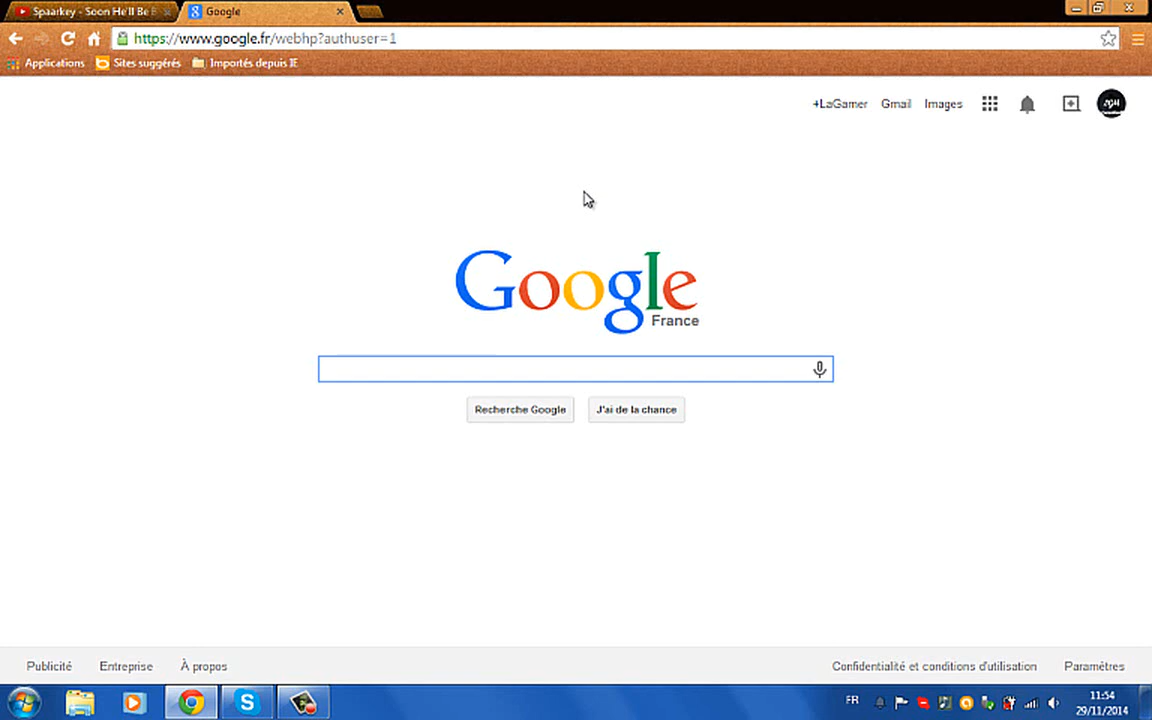 Spaarkey - Soon He'll Be
Google
https://www.google.fr/webhp?authuser=1
Applications
Sites suggérés
Importés depuis IE
+LaGamer
Gmail
Images
Google
France
Recherche Google
J'ai de la chance
Publicité
Entreprise
À propos
Confidentialité et conditions d'utilisation
Paramètres
FR
11:54
29/11/2014